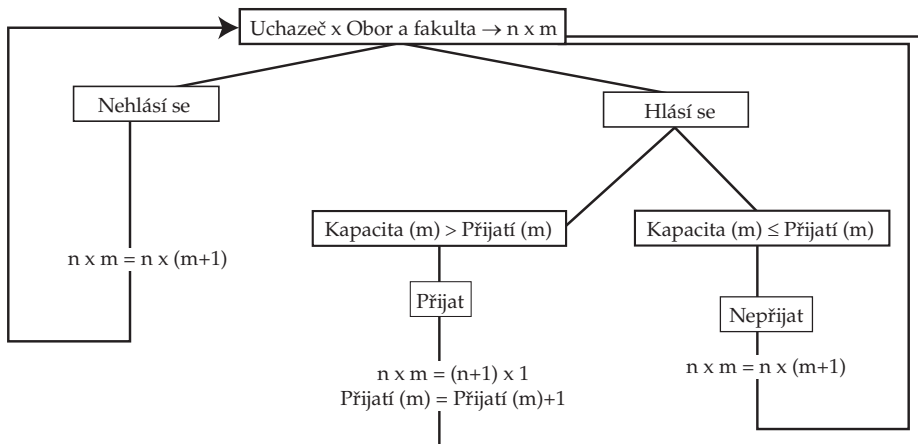 Uchazeč x Obor a fakulta → n x m
Nehlásí se
Hlásí se
Kapacita (m) > Přijatí (m)
Kapacita (m) ≤ Přijatí (m)
n x m = n x (m+1)
Přijat
Nepřijat
n x m = (n+1) x 1
Přijatí (m) = Přijatí (m)+1
n x m = n x (m+1)